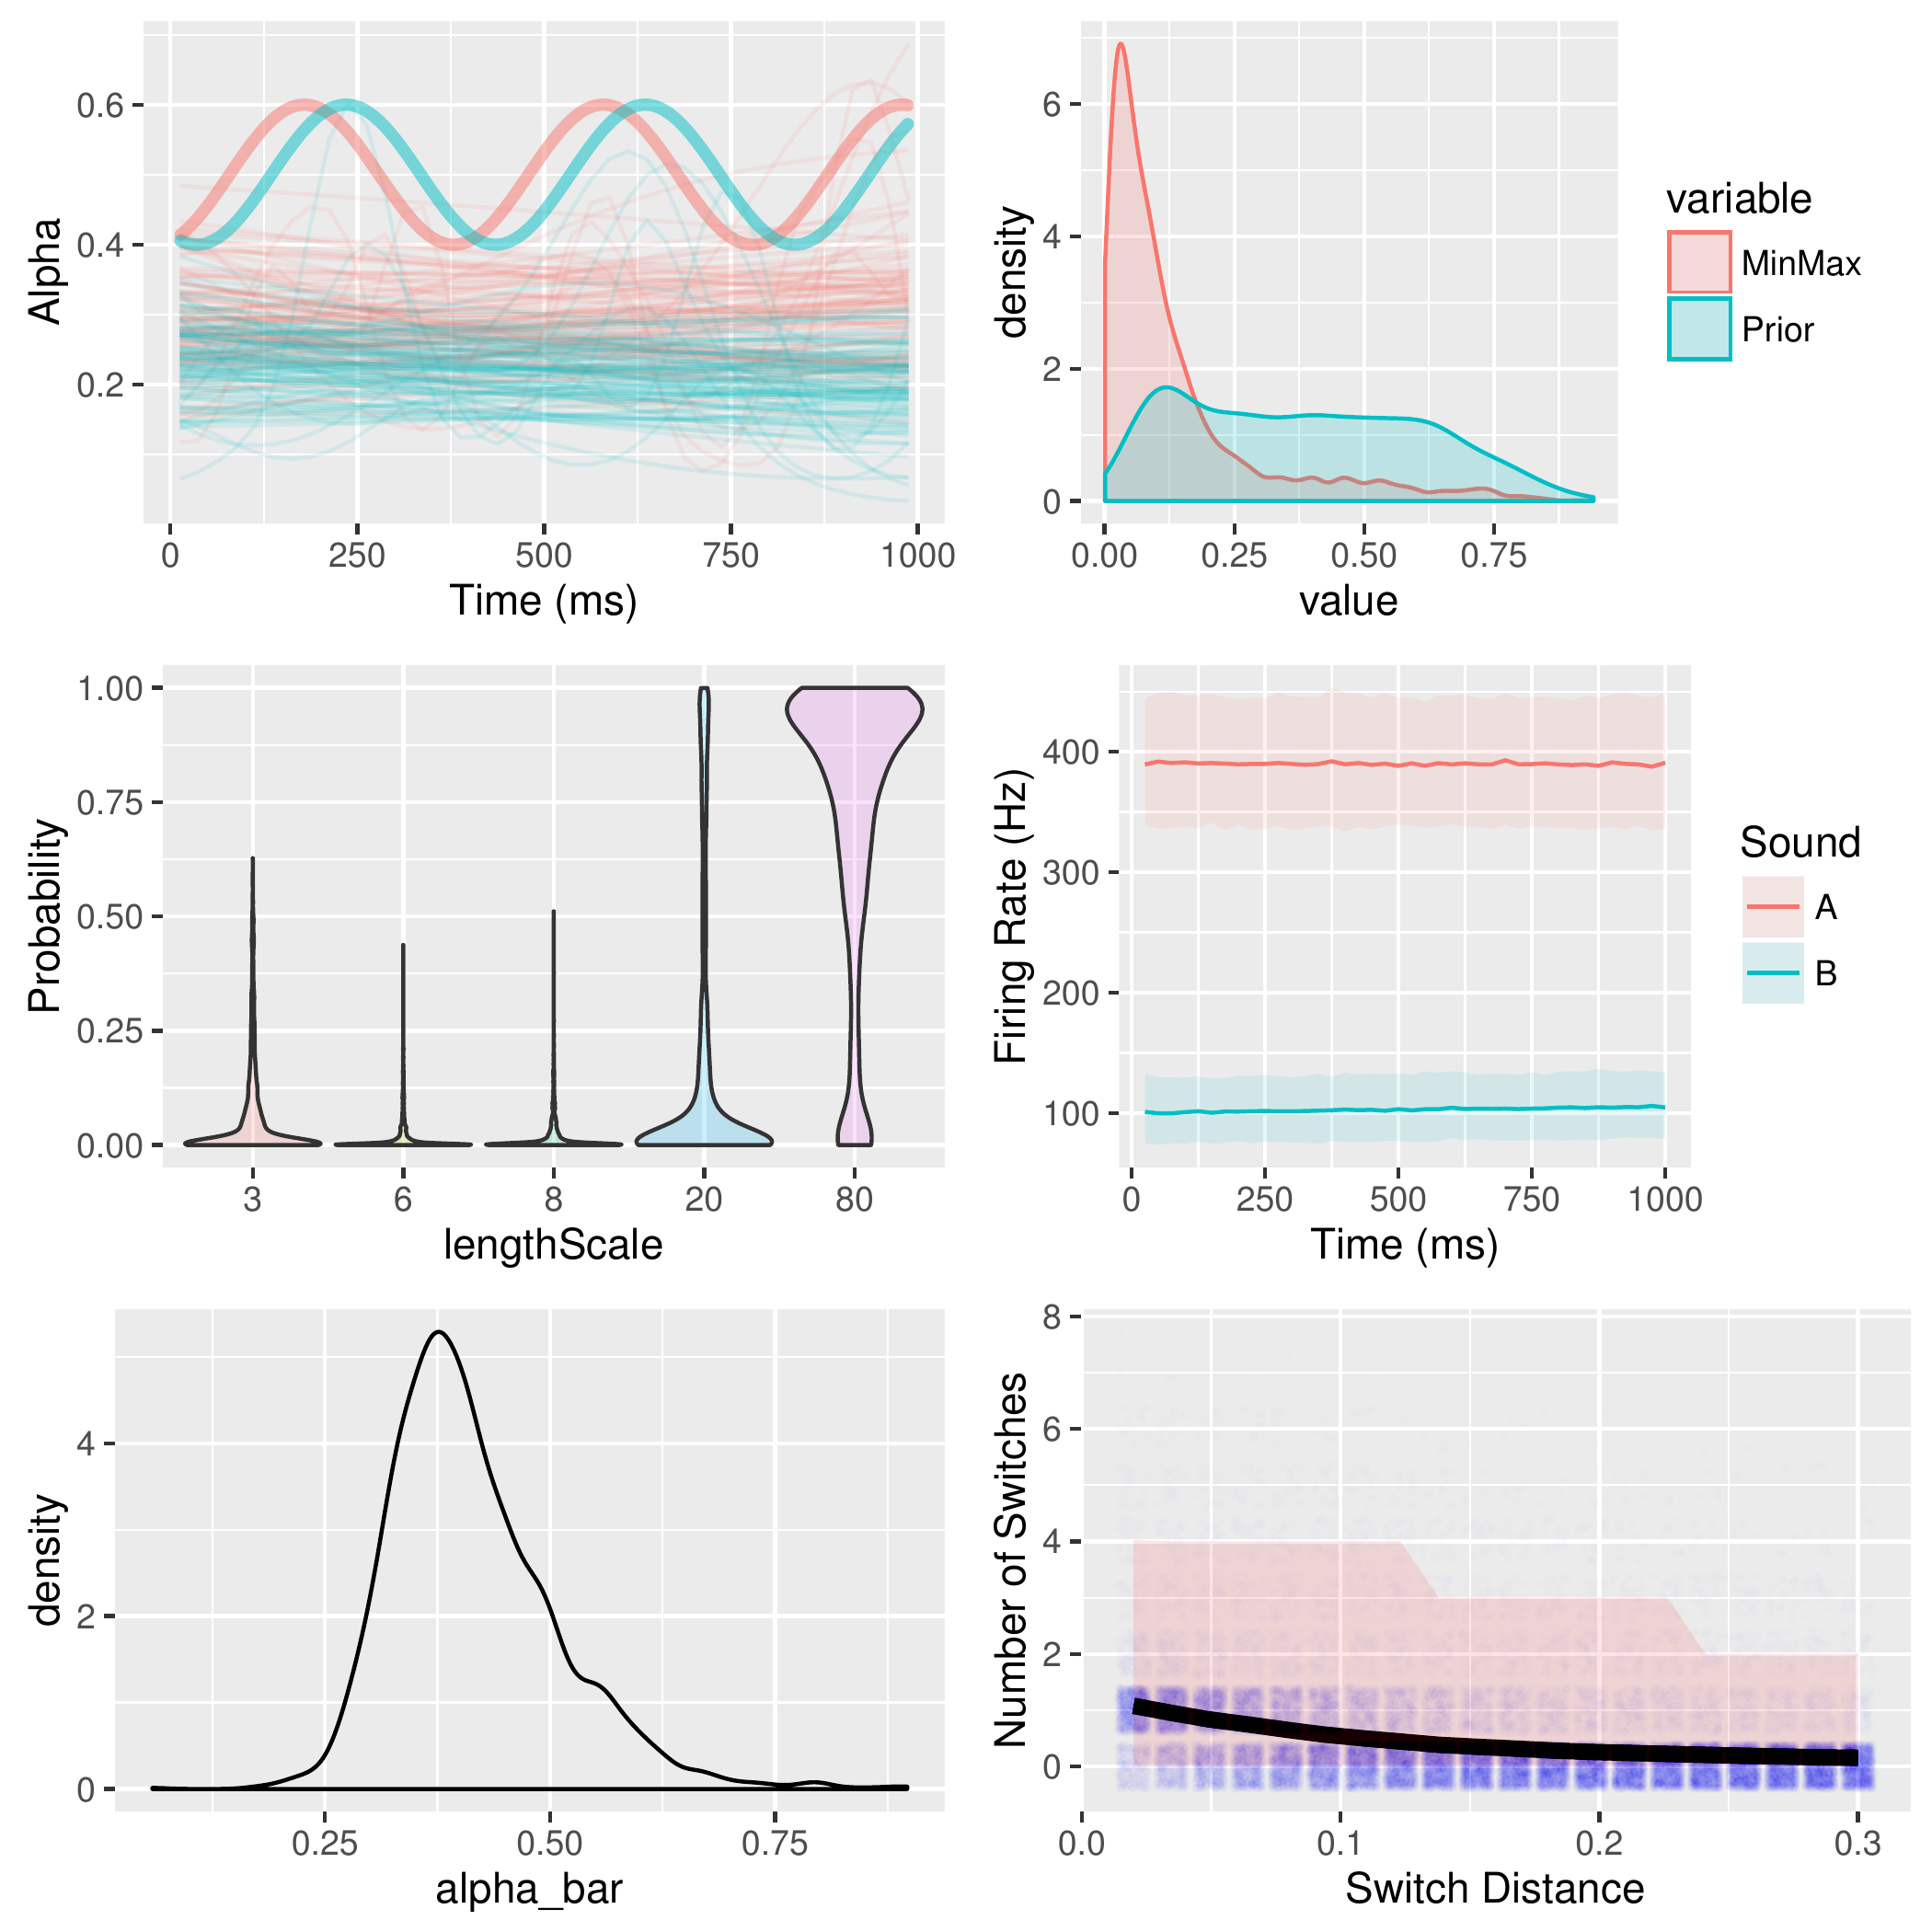 0.6
0.4
0.2
Alpha
0 250 500 750 1000
Time (ms)
6
4
2
0
density
0.00 0.25 0.50 0.75
value
variable
MinMax
Prior
1.00
0.75
0.50
0.25
0.00
Probability
3 6 8 20 80
lengthScale
400
300
200
100
Firing Rate (Hz)
0 250 500 750 1000
Time (ms)
Sound
A
B
4
2
0
density
0.25 0.50 0.75
alpha_bar
8
6
4
2
0
Number of Switches
0.0 0.1 0.2 0.3
Switch Distance